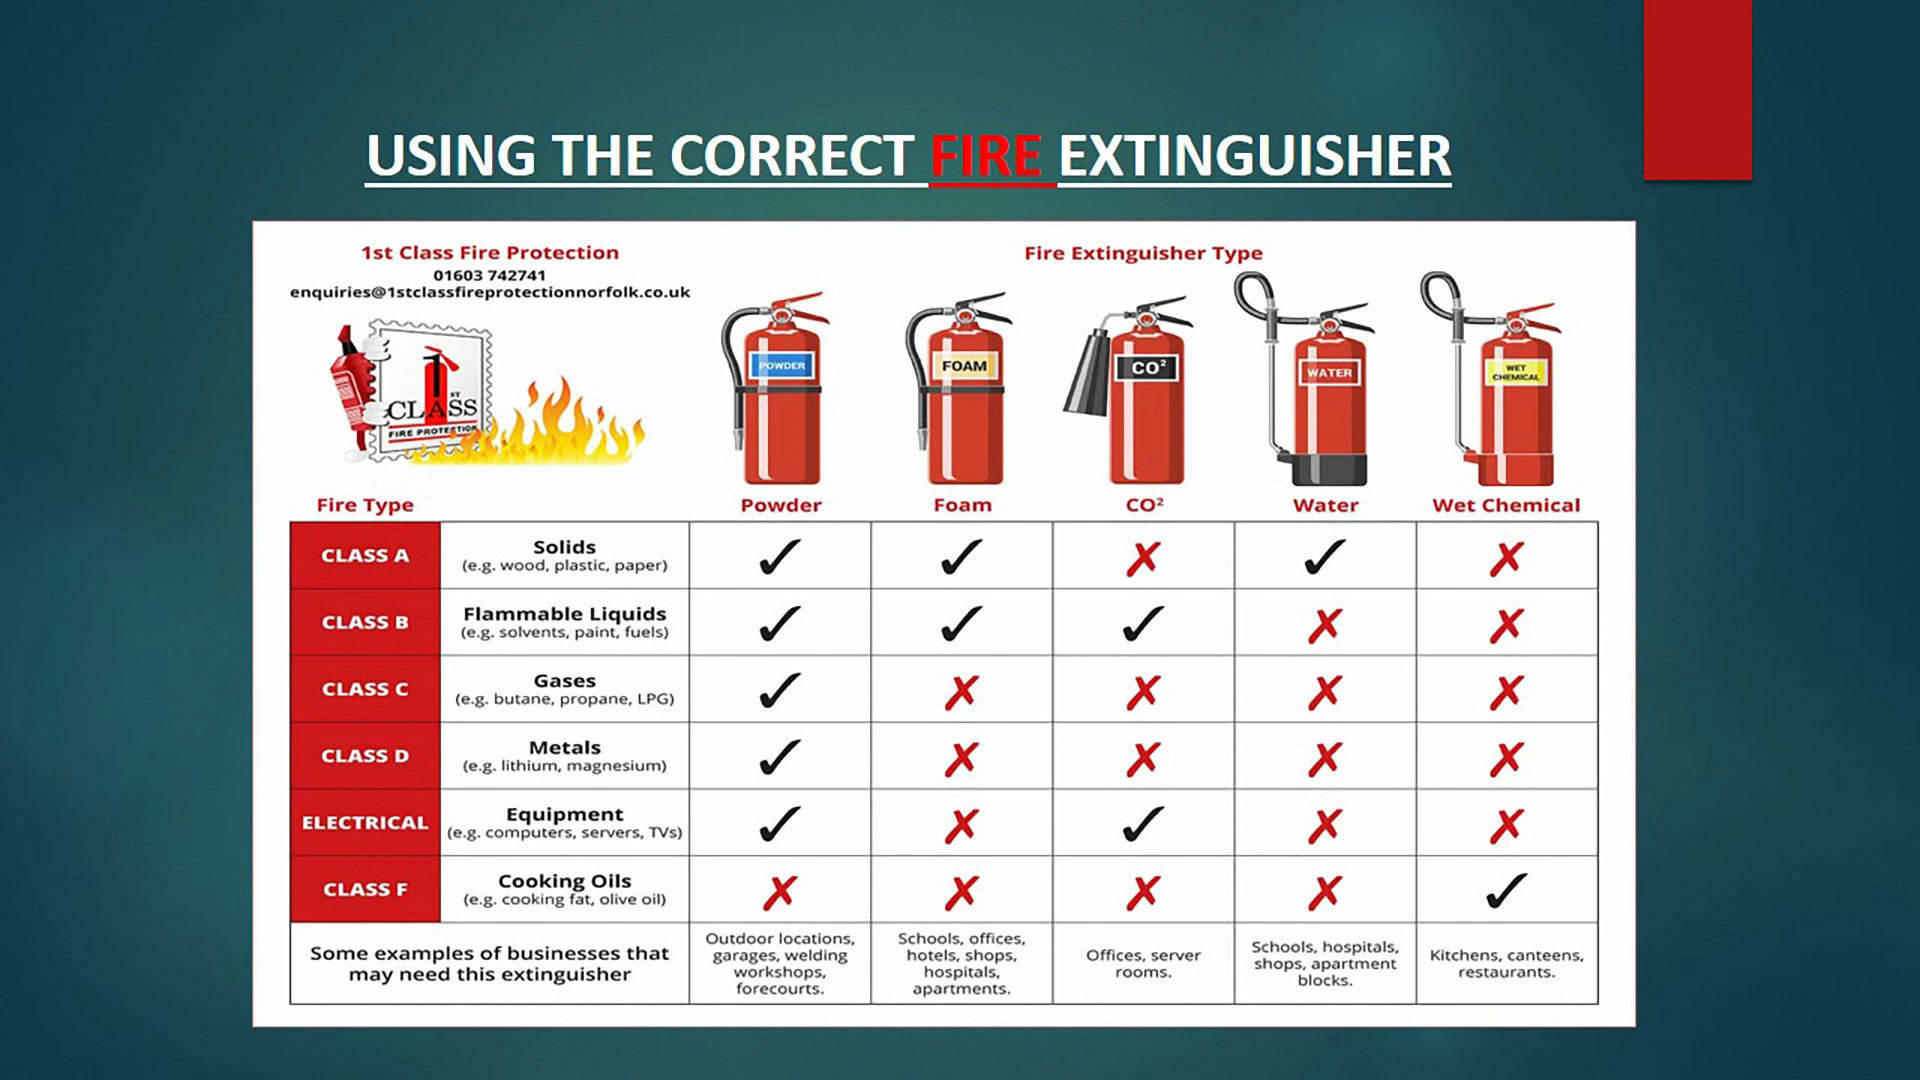 USING THE CORRECT FIRE EXTINGUISHER
1st Class Fire Protection
01603 742741
enquiries@1stclassfireprotectionnorfolk.co.uk
Fire Extinguisher Type
1ST
CLASS
FIRE PROTECTION
POWDER
FOAM
CO²
WATER
WET
CHEMICAL
Fire Type
Powder
Foam
CO²
Water
Wet Chemical
CLASS A
Solids
(e.g. wood, plastic, paper)
✓ ✓ ✗ ✓ ✗
CLASS B
Flammable Liquids
(e.g. solvents, paint, fuels)
✓ ✓ ✓ ✗ ✗
CLASS C
Gases
(e.g. butane, propane, LPG)
✓ ✗ ✗ ✗ ✗
CLASS D
Metals
(e.g. lithium, magnesium)
✓ ✗ ✗ ✗ ✗
ELECTRICAL
Equipment
(e.g. computers, servers, TVs)
✓ ✗ ✓ ✗ ✗
CLASS F
Cooking Oils
(e.g. cooking fat, olive oil)
✗ ✗ ✗ ✗ ✓
Some examples of businesses that
may need this extinguisher
Outdoor locations,
garages, welding
workshops,
forecourts.
Schools, offices,
hotels, shops,
hospitals,
apartments.
Offices, server
rooms.
Schools, hospitals,
shops, apartment
blocks.
Kitchens, canteens,
restaurants.